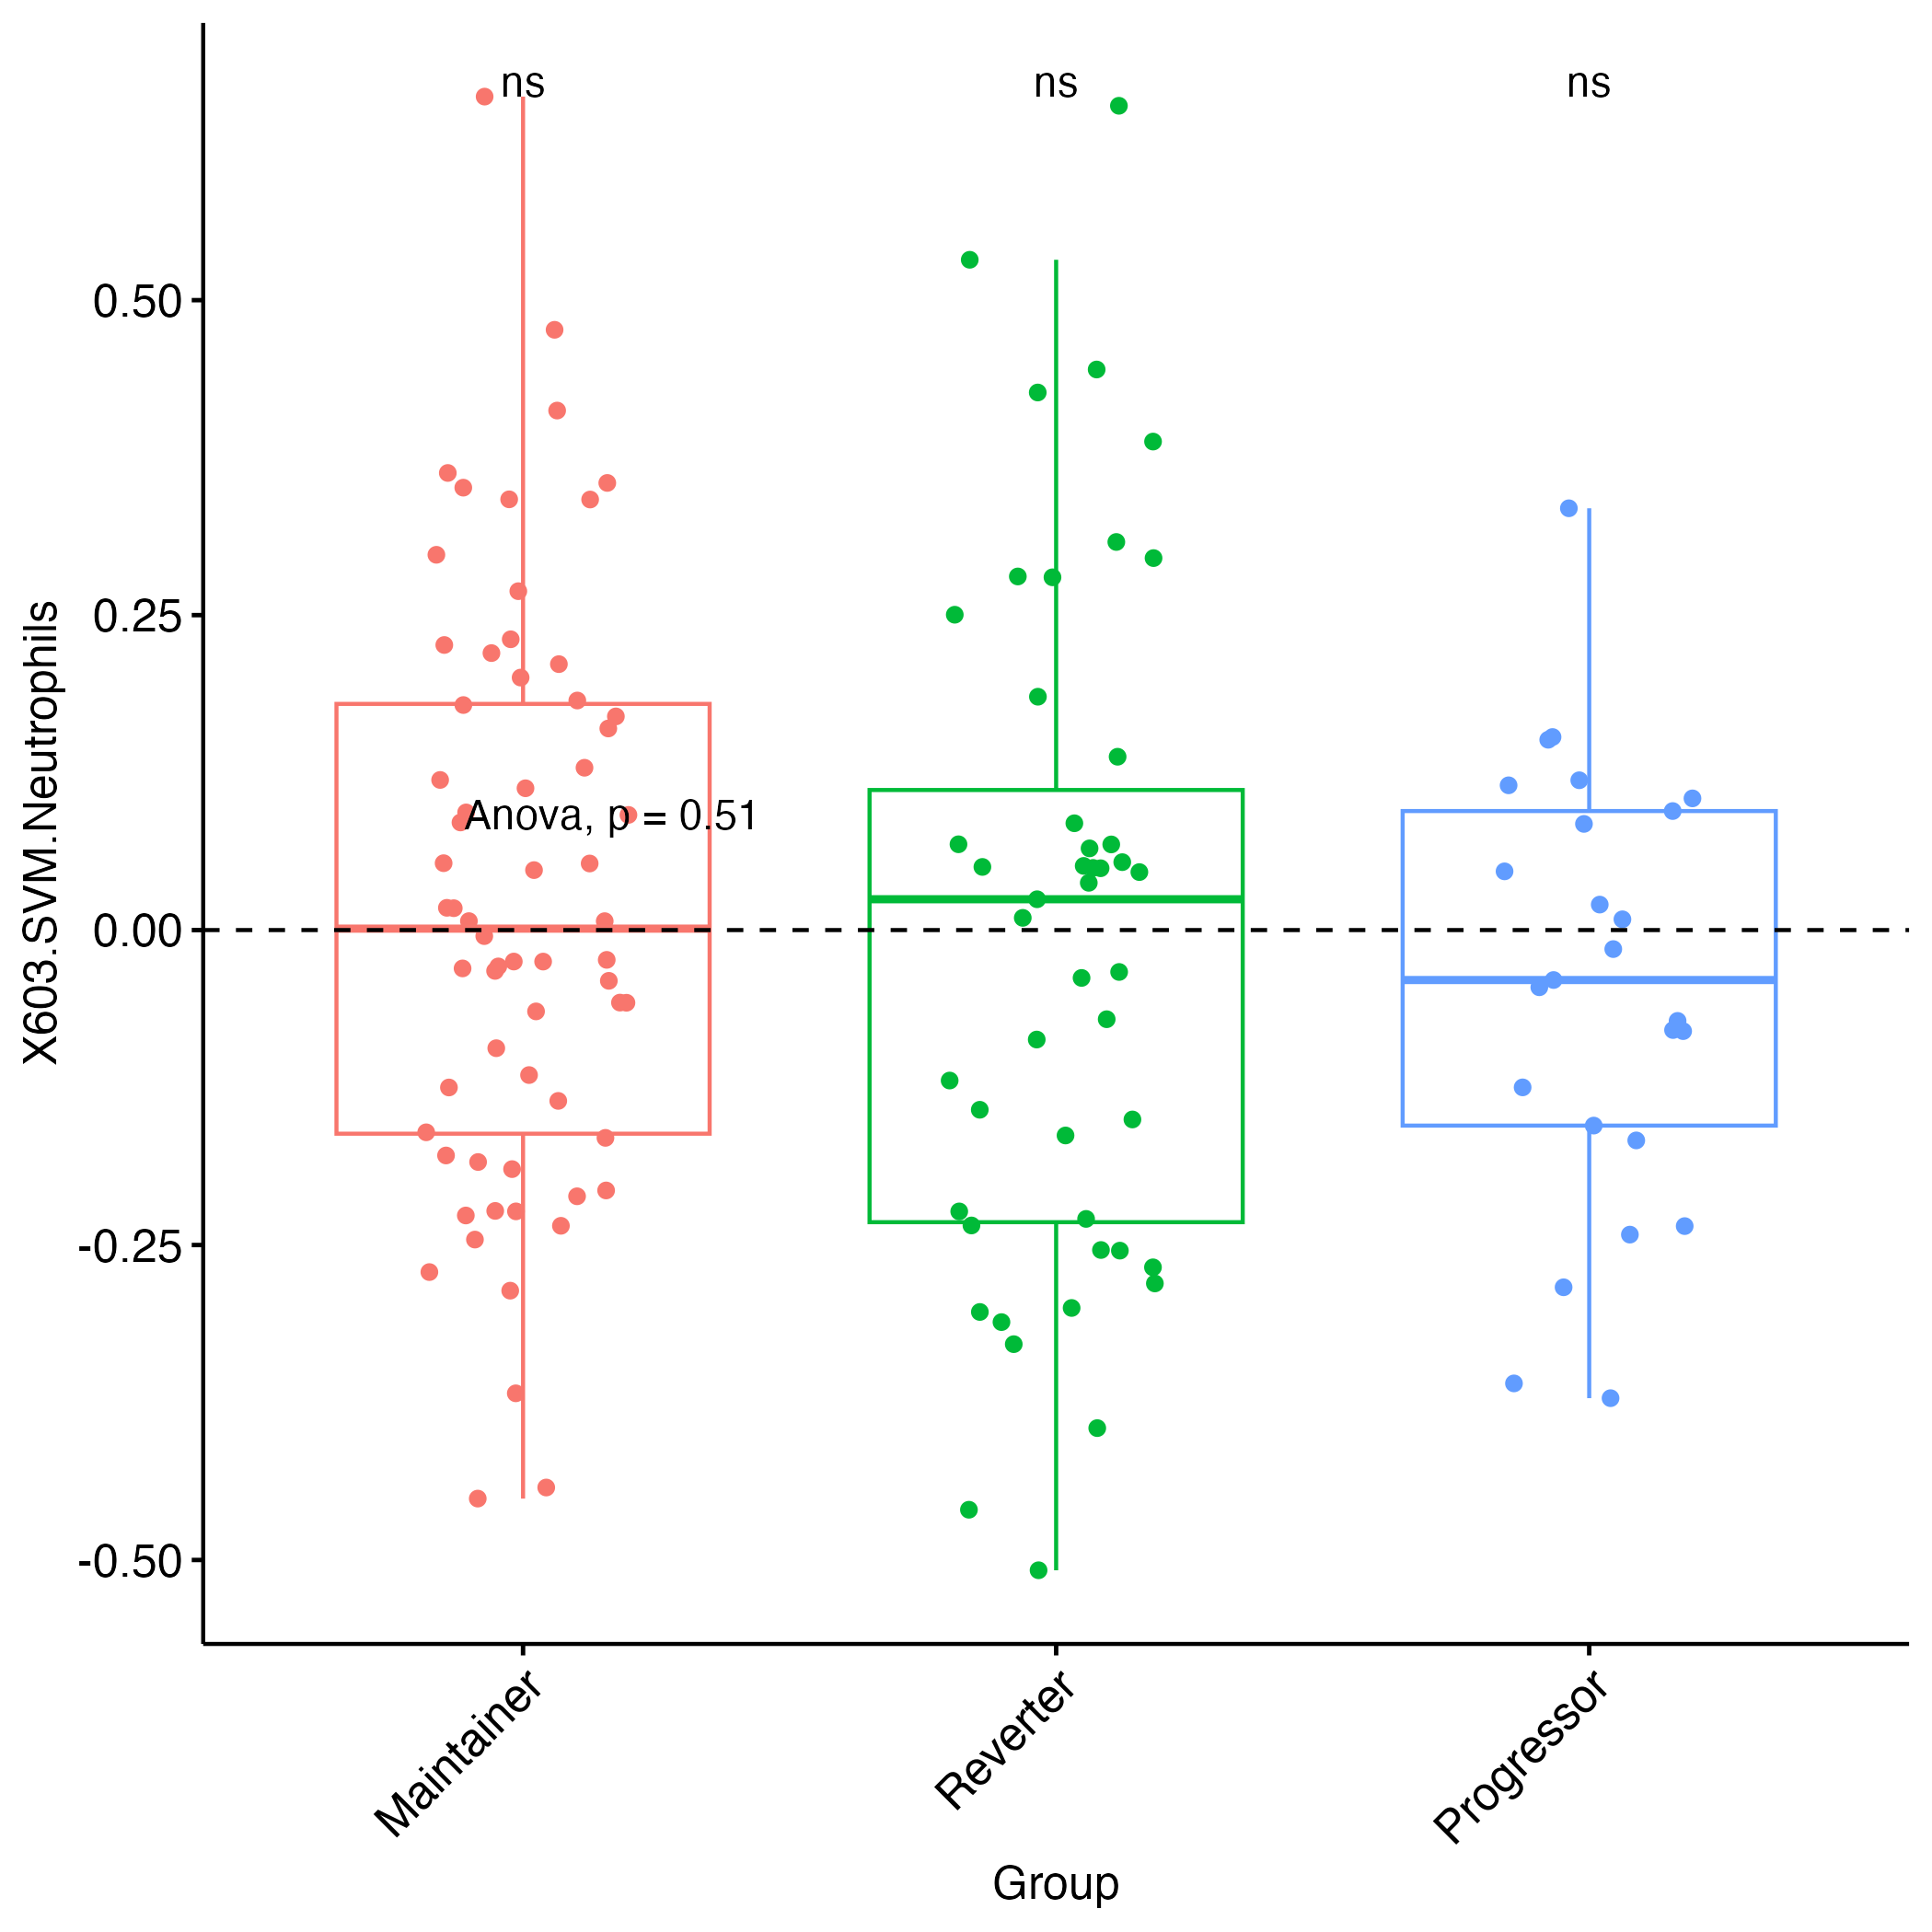 ns ns ns
0.50
0.25
Anova, p = 0.51
0.00
-0.25
-0.50
X603.SVM.Neutrophils
Maintainer
Reverter
Progressor
Group